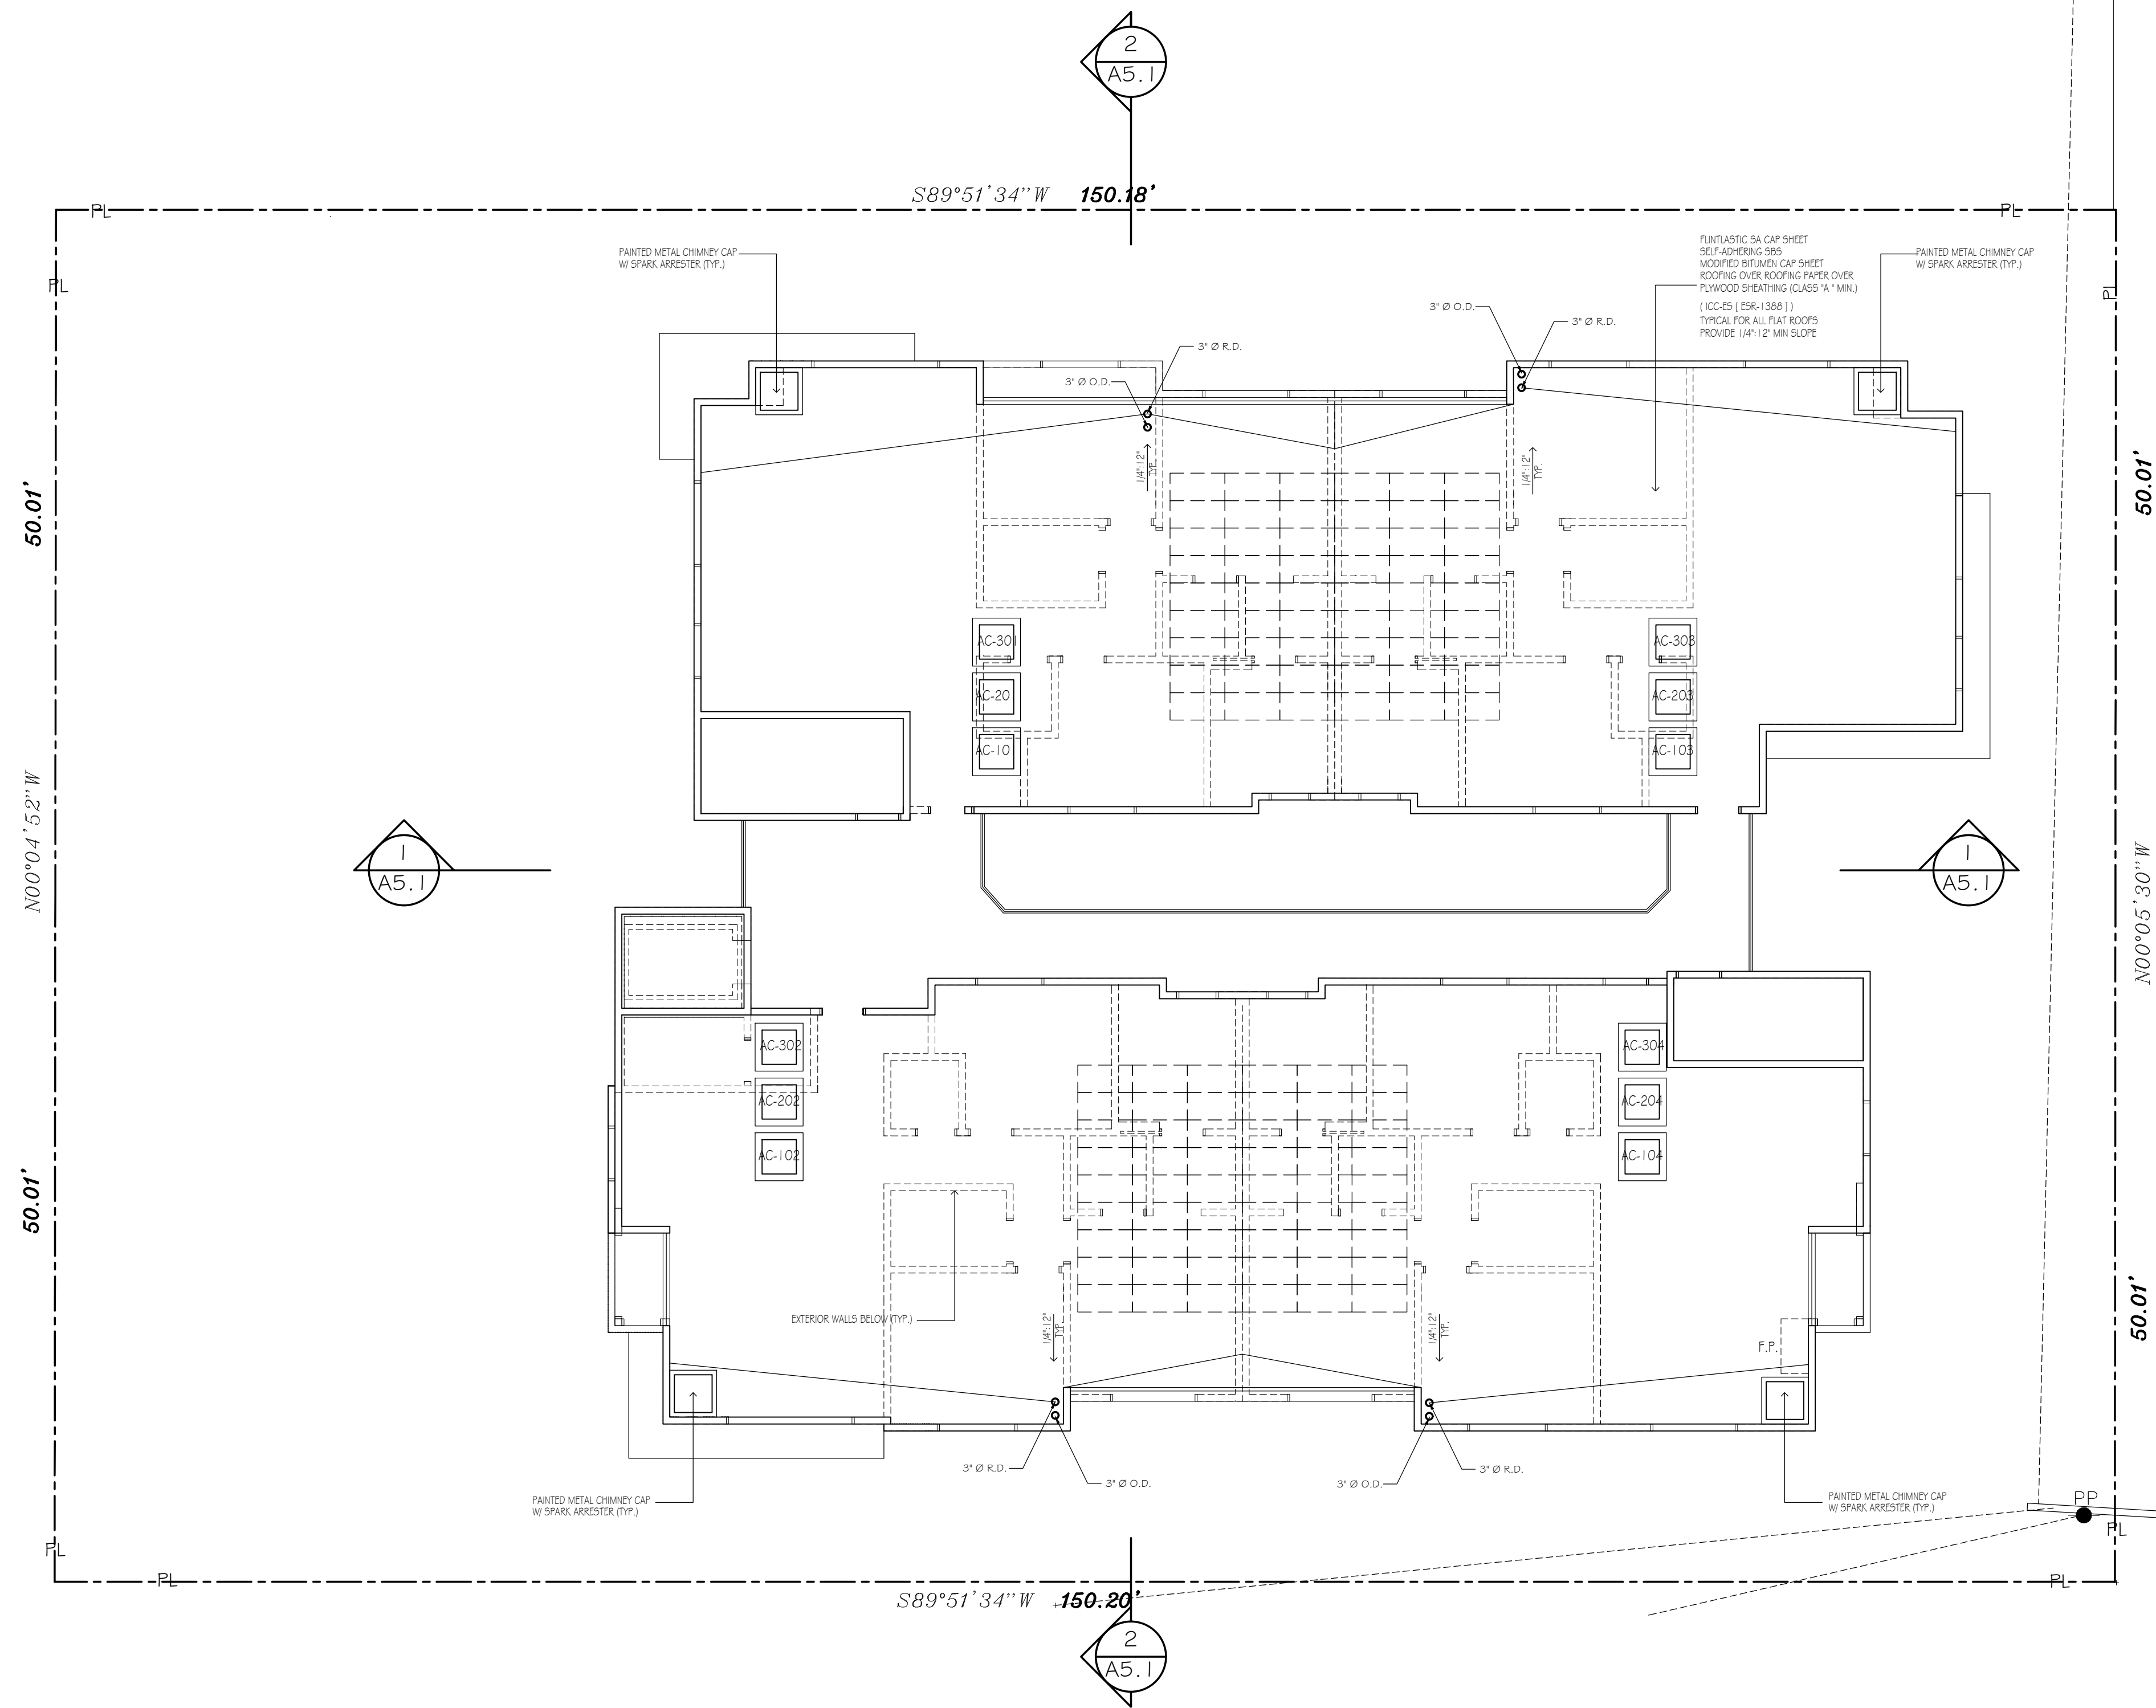 2
A5.1
S89°51'34"W 150.18'
PL
PL
PL
PL
PAINTED METAL CHIMNEY CAP
W/ SPARK ARRESTER (TYP.)
FLINTLASTIC SA CAP SHEET
SELF-ADHERING SBS
MODIFIED BITUMEN CAP SHEET
ROOFING OVER ROOFING PAPER OVER
PLYWOOD SHEATHING (CLASS "A " MIN.)
( ICC-ES [ ESR-1388 ] )
TYPICAL FOR ALL FLAT ROOFS
PROVIDE 1/4":12" MIN SLOPE
PAINTED METAL CHIMNEY CAP
W/ SPARK ARRESTER (TYP.)
3" Ø O.D.
3" Ø R.D.
3" Ø R.D.
3" Ø O.D.
1/4":12"
TYP.
1/4":12"
TYP.
50.01'
50.01'
AC-301
AC-303
AC-20
AC-203
AC-10
AC-103
N00°04'52"W
N00°05'30"W
1
A5.1
1
A5.1
AC-302
AC-304
AC-202
AC-204
AC-102
AC-104
50.01'
50.01'
EXTERIOR WALLS BELOW (TYP.)
1/4":12"
TYP.
1/4":12"
TYP.
F.P.
3" Ø R.D.
3" Ø O.D.
3" Ø O.D.
3" Ø R.D.
PAINTED METAL CHIMNEY CAP
W/ SPARK ARRESTER (TYP.)
PAINTED METAL CHIMNEY CAP
W/ SPARK ARRESTER (TYP.)
PP
PL
PL
PL
PL
S89°51'34"W 150.20'
2
A5.1